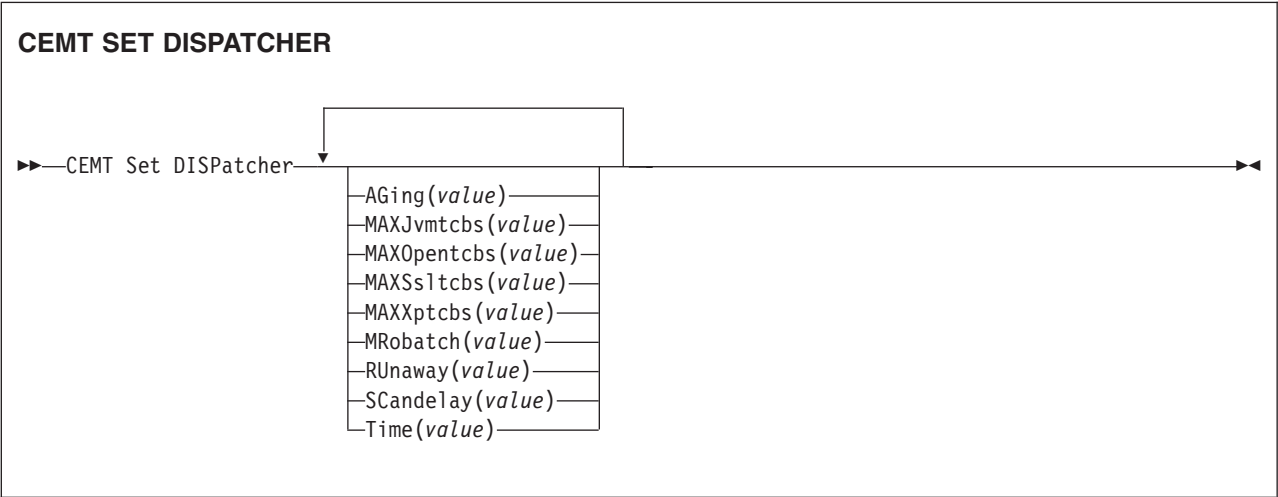 CEMT SET DISPATCHER
CEMT Set DISPatcher
AGing(value)
MAXJvmtcbs(value)
MAXOpentcbs(value)
MAXSsltcbs(value)
MAXXptcbs(value)
MRobatch(value)
RUnaway(value)
SCandelay(value)
Time(value)